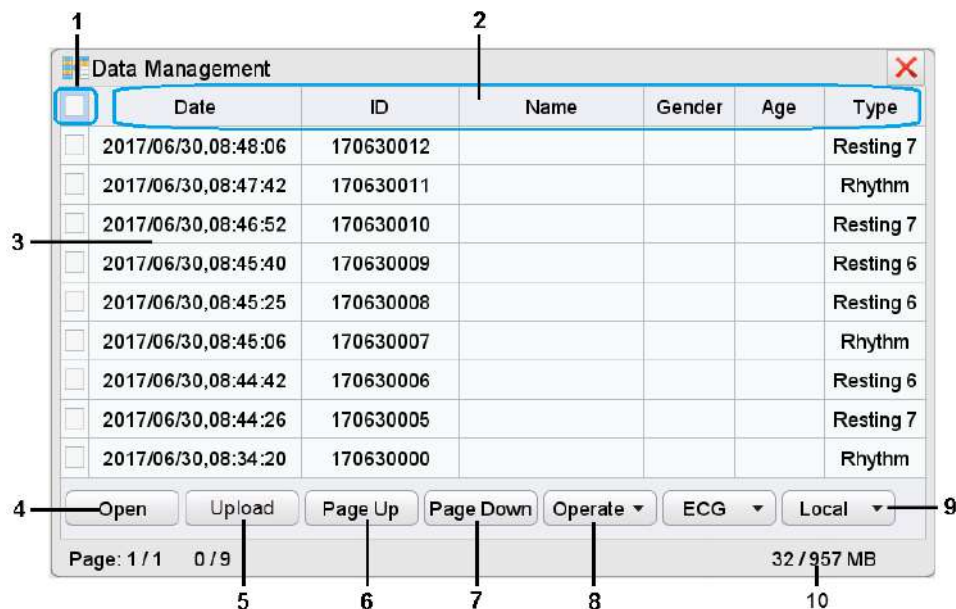 1 2
Data Management
Date ID Name Gender Age Type
2017/06/30,08:48:06 170630012 Resting 7
2017/06/30,08:47:42 170630011 Rhythm
2017/06/30,08:46:52 170630010 Resting 7
3
2017/06/30,08:45:40 170630009 Resting 6
2017/06/30,08:45:25 170630008 Resting 6
2017/06/30,08:45:06 170630007 Rhythm
2017/06/30,08:44:42 170630006 Resting 6
2017/06/30,08:44:26 170630005 Resting 7
2017/06/30,08:34:20 170630000 Rhythm
4 Open Upload Page Up Page Down Operate ECG Local 9
Page: 1 / 1 0 / 9 32 / 957 MB
5 6 7 8 10